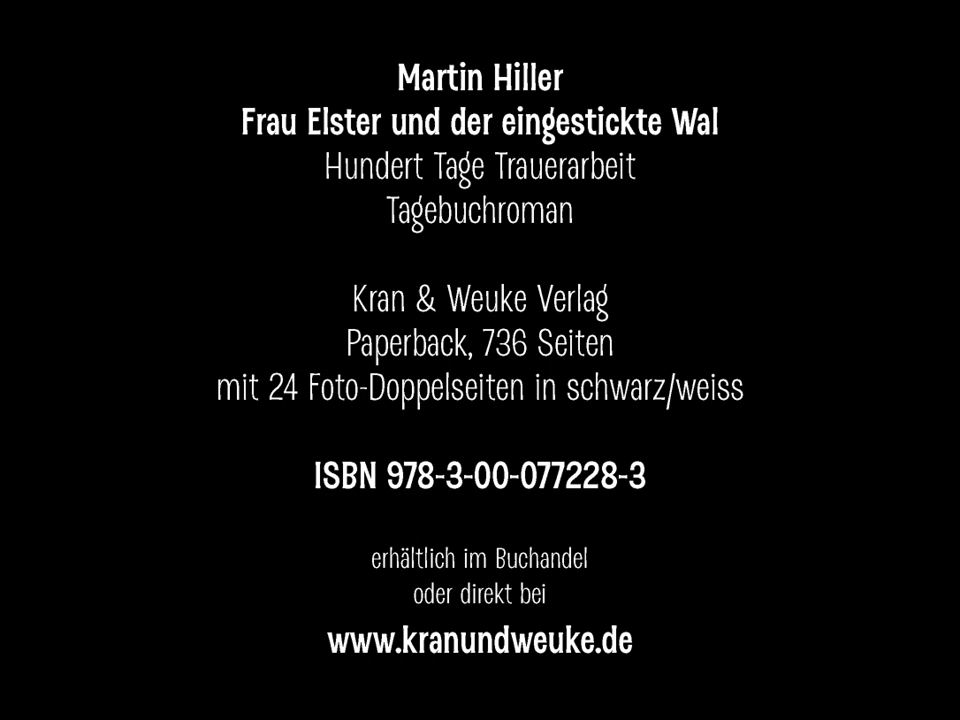 Martin Hiller
Frau Elster und der eingestickte Wal
Hundert Tage Trauerarbeit
Tagebuchroman
Kran & Weuke Verlag
Paperback, 736 Seiten
mit 24 Foto-Doppelseiten in schwarz/weiss
ISBN 978-3-00-077228-3
erhältlich im Buchandel
oder direkt bei
www.kranundweuke.de